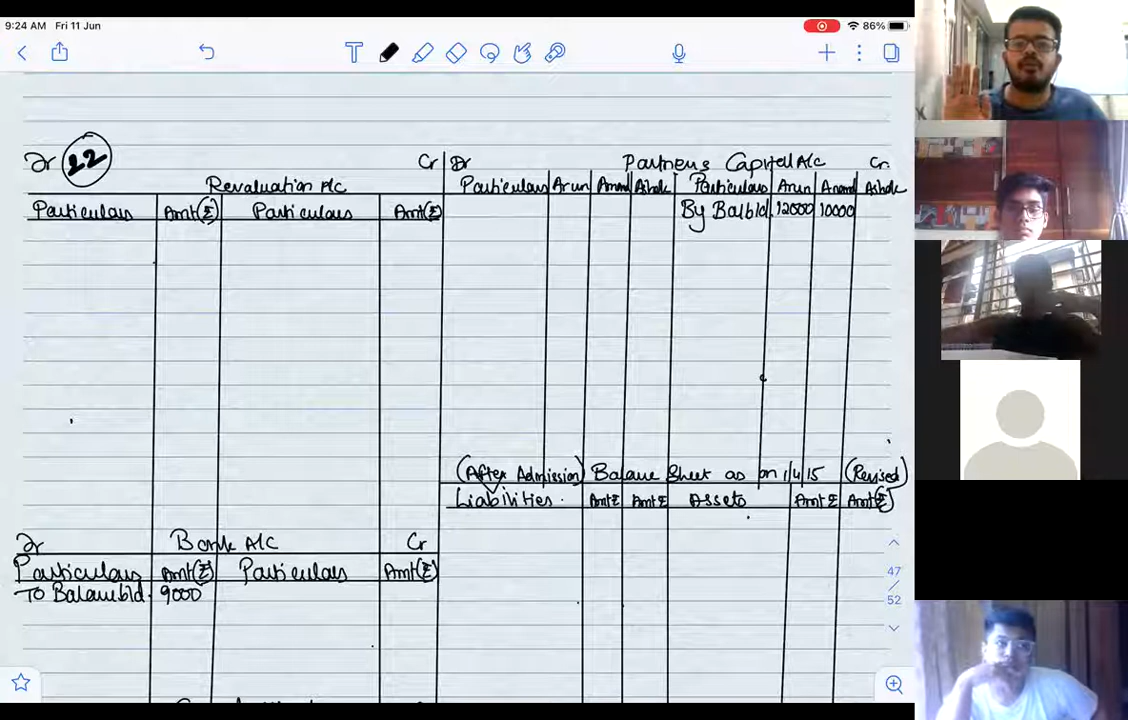 9:24 AM Fri 11 Jun
86%
Dr 22 Cr
Revaluation A/c
Particulars Amt(₹) Particulars Amt(₹)
Dr Partners Capital A/c Cr.
Particulars Arun Anand Ashok Particulars Arun Anand Ashok
By Bal b/d. 12000 10000
(After Admission) Balance Sheet as on 1/4/15 (Revised)
Liabilities. Amt ₹ Amt ₹ Assets Amt ₹ Amt(₹)
Dr Bank A/c Cr
Particulars Amt(₹) Particulars Amt(₹)
To Balance b/d. 9000
47
/
52